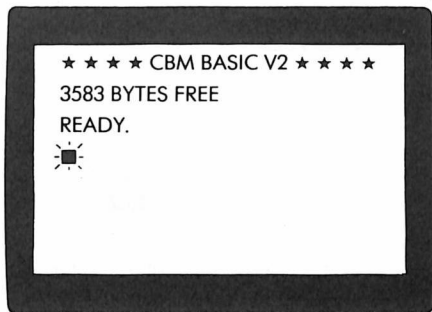 ★ ★ ★ ★ CBM BASIC V2 ★ ★ ★ ★
3583 BYTES FREE
READY.